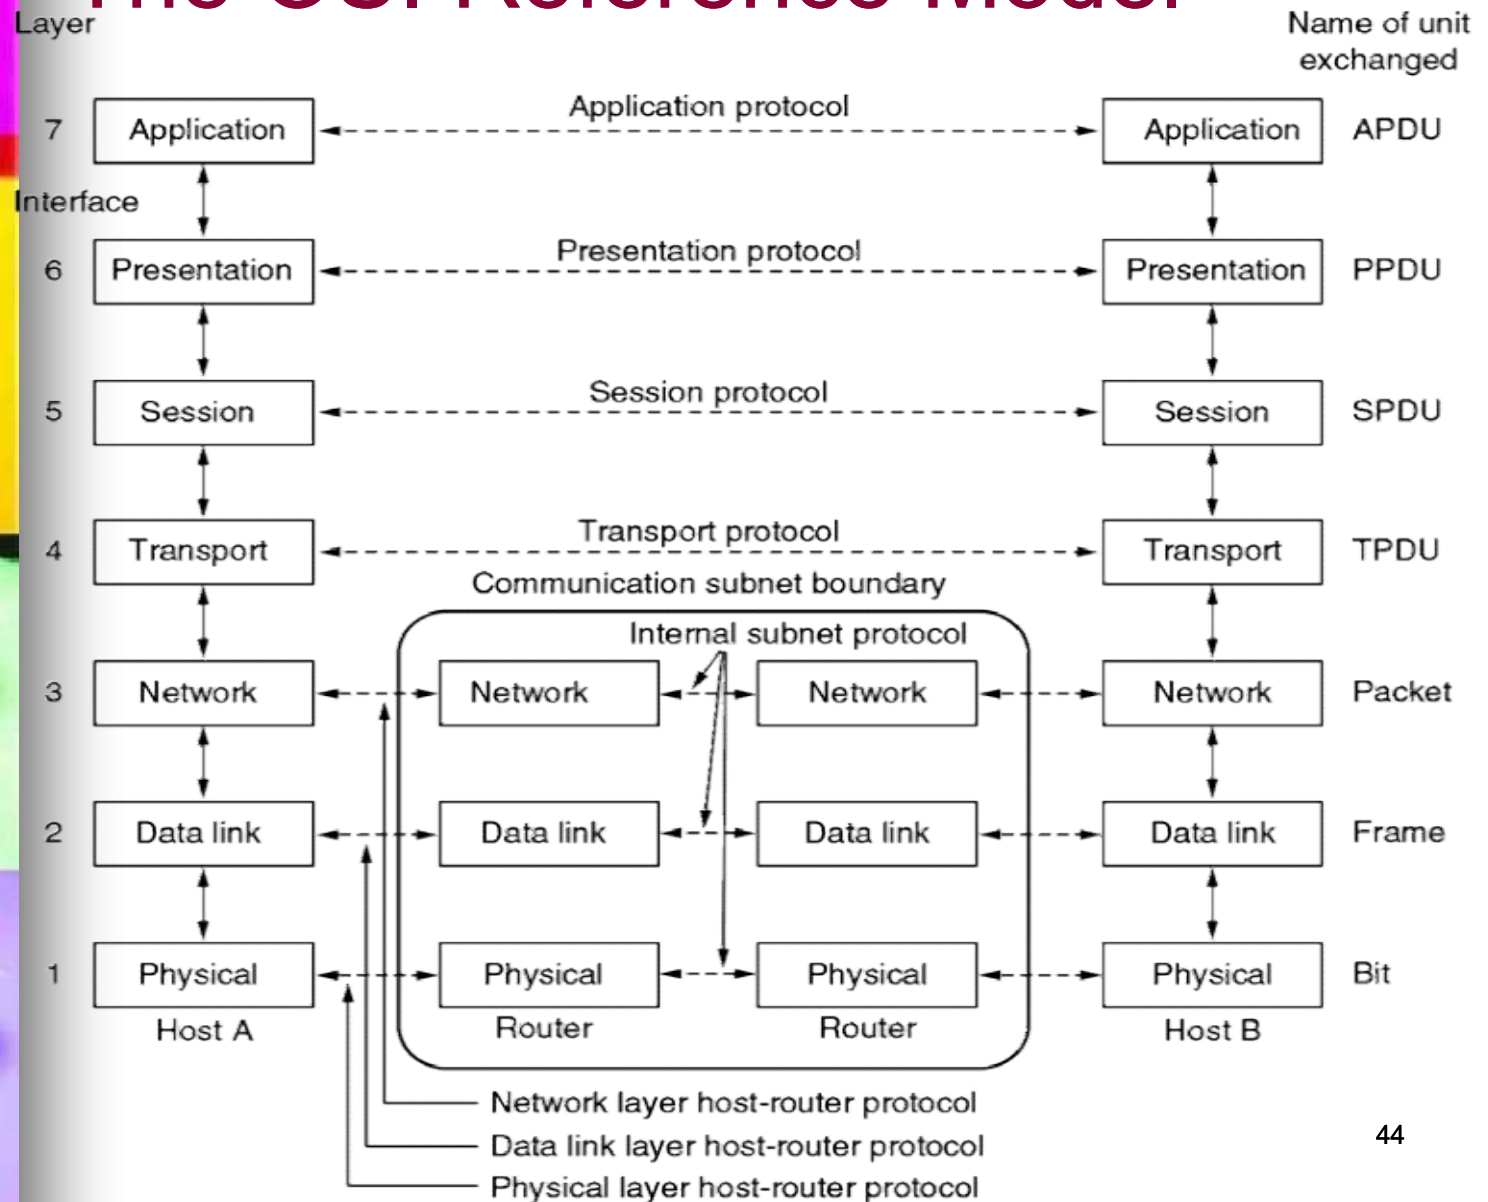 The OSI Reference Model
Layer
Name of unit
exchanged
7
Application
Application protocol
Application
APDU
Interface
6
Presentation
Presentation protocol
Presentation
PPDU
5
Session
Session protocol
Session
SPDU
4
Transport
Transport protocol
Transport
TPDU
Communication subnet boundary
Internal subnet protocol
3
Network
Network
Network
Network
Packet
2
Data link
Data link
Data link
Data link
Frame
1
Physical
Physical
Physical
Physical
Bit
Host A
Router
Router
Host B
Network layer host-router protocol
Data link layer host-router protocol
Physical layer host-router protocol
44